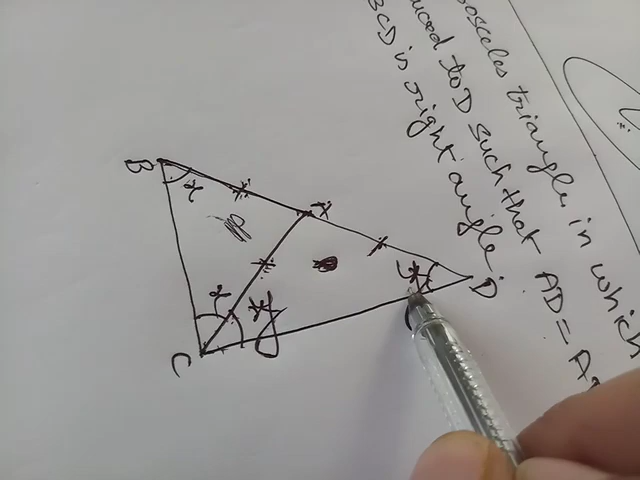 isosceles triangle in which
duced to D such that AD = A
BCD is right angle
B
x
A
x
y
y
D
C